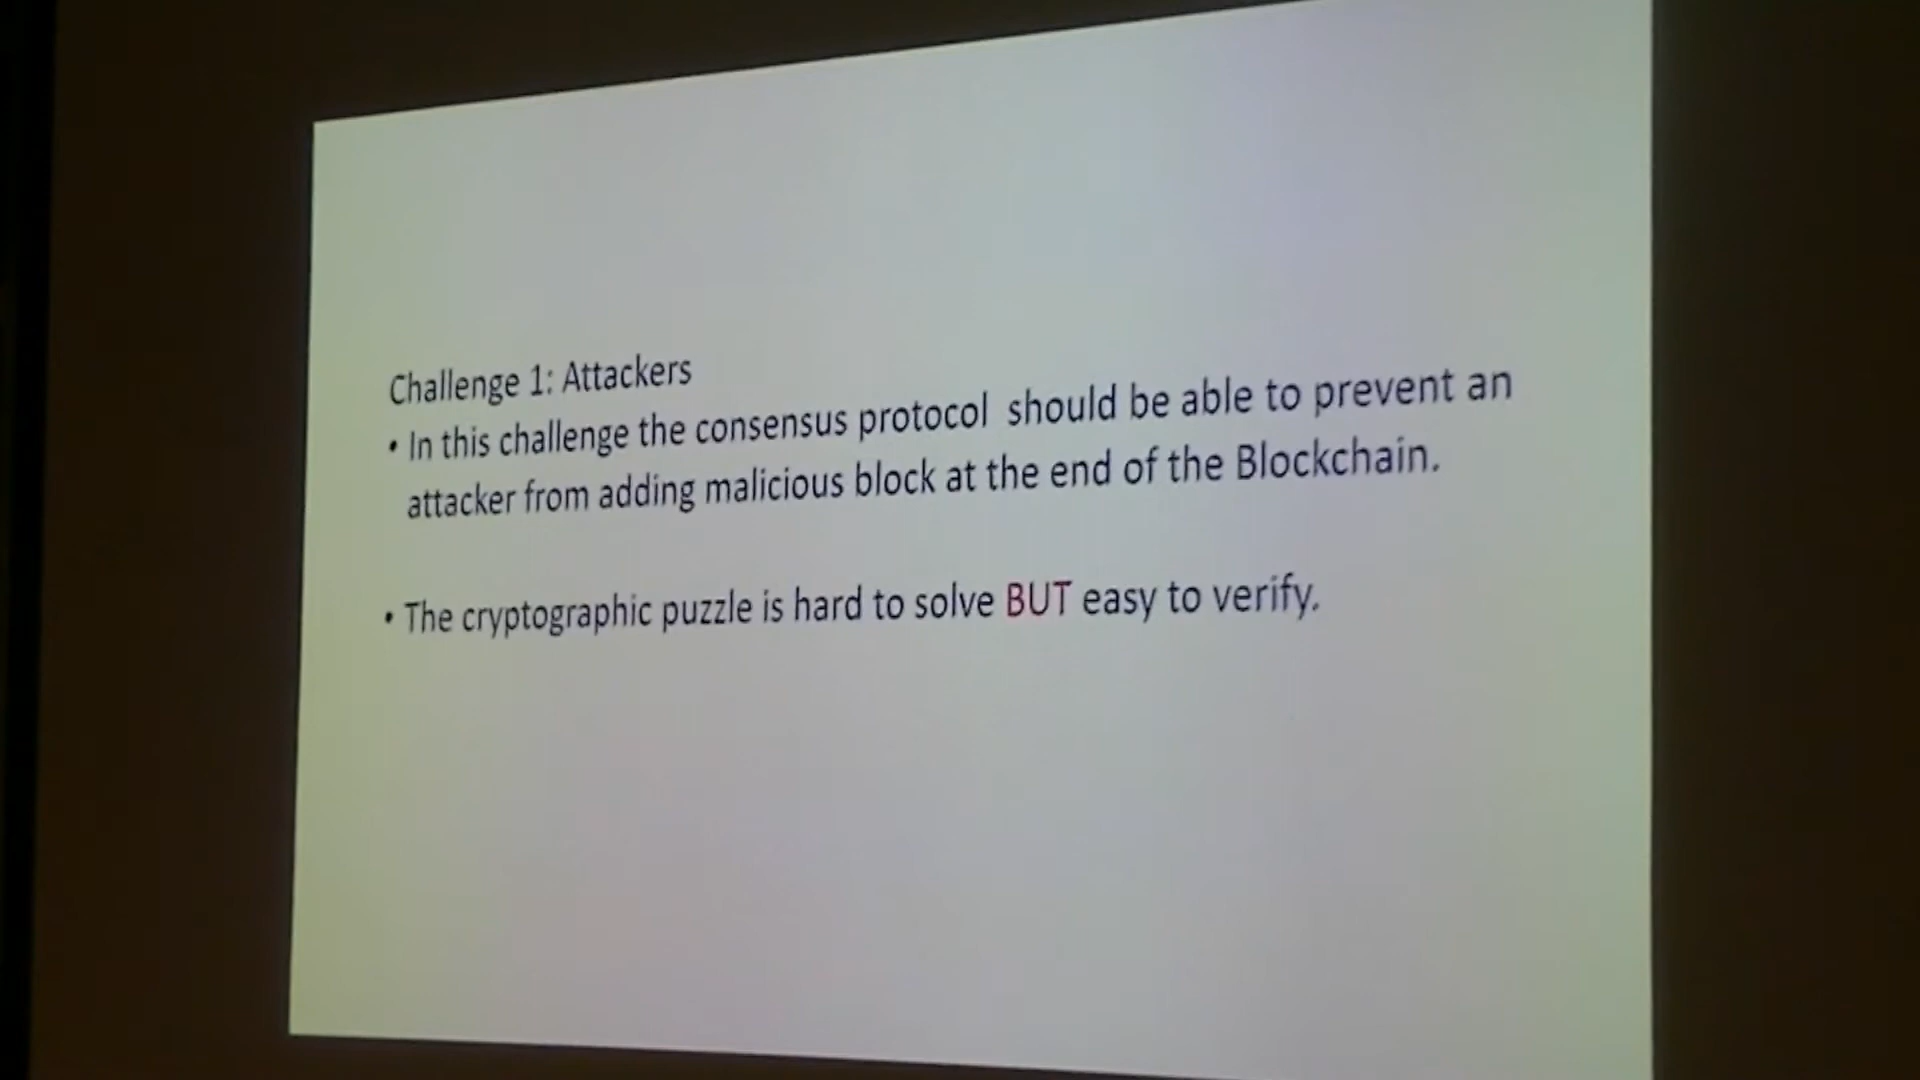 Challenge 1: Attackers
• In this challenge the consensus protocol should be able to prevent an
attacker from adding malicious block at the end of the Blockchain.
• The cryptographic puzzle is hard to solve BUT easy to verify.